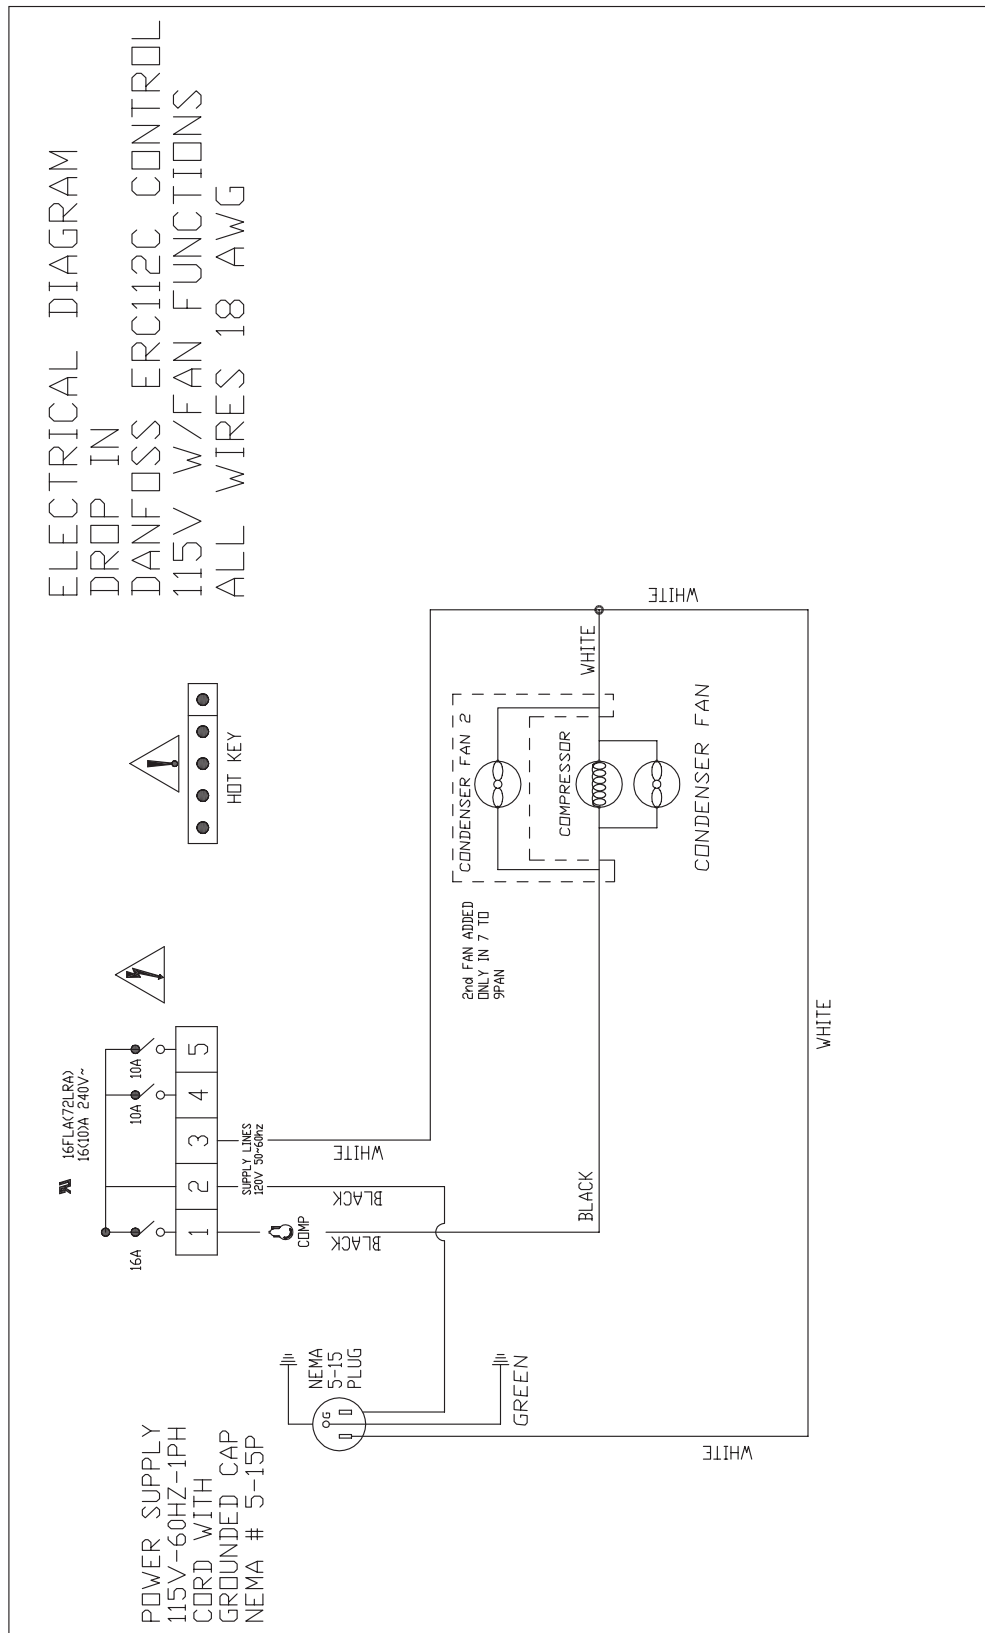 ELECTRICAL DIAGRAM
DROP IN
DANFOSS ERC112C CONTROL
115V W/FAN FUNCTIONS
ALL WIRES 18 AWG
POWER SUPPLY
115V-60HZ-1PH
CORD WITH
GROUNDED CAP
NEMA # 5-15P
16FLA(72LRA)
16(10)A 240V~
16A
10A
10A
1
2
3
4
5
HOT KEY
SUPPLY LINES
120V 50~60hz
COMP
BLACK
BLACK
WHITE
NEMA
5-15
PLUG
G
GREEN
2nd FAN ADDED
ONLY IN 7 TO
9PAN
CONDENSER FAN 2
COMPRESSOR
CONDENSER FAN
BLACK
WHITE
WHITE
WHITE
WHITE